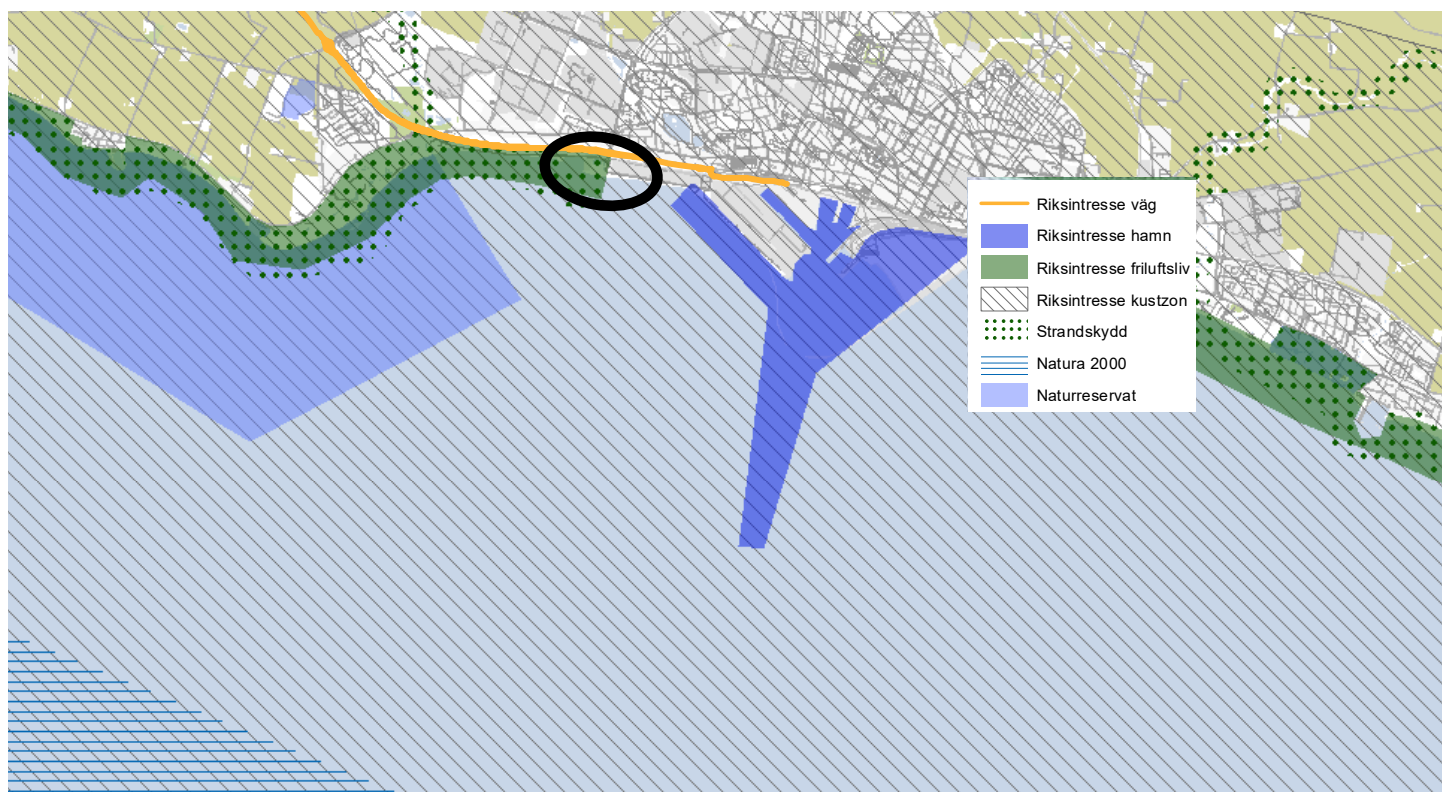 Riksintresse väg
Riksintresse hamn
Riksintresse friluftsliv
Riksintresse kustzon
Strandskydd
Natura 2000
Naturreservat